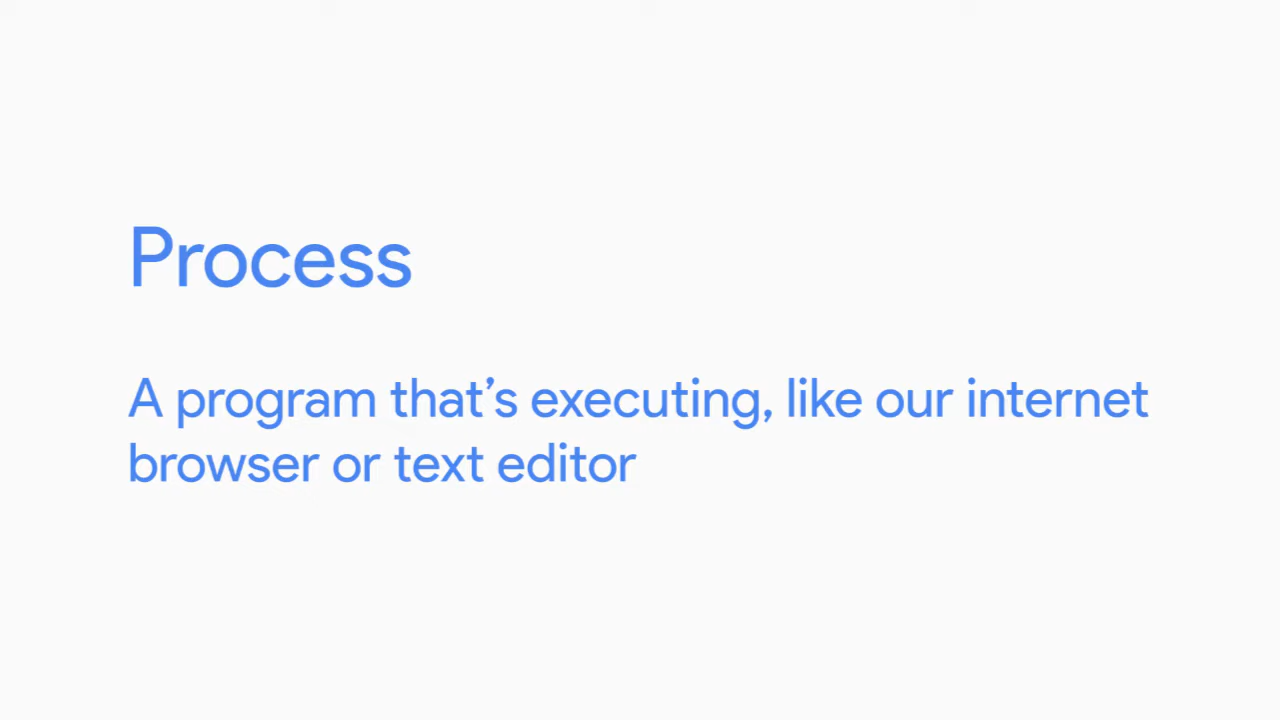 Process
A program that’s executing, like our internet
browser or text editor